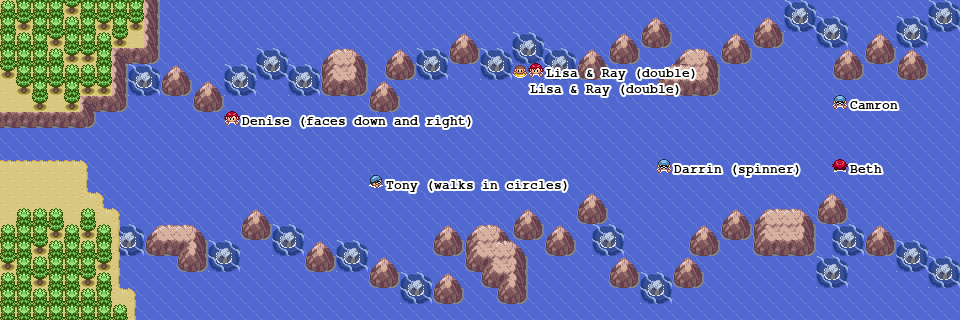 Lisa & Ray (double)
Lisa & Ray (double)
Camron
Denise (faces down and right)
Darrin (spinner)
Beth
Tony (walks in circles)